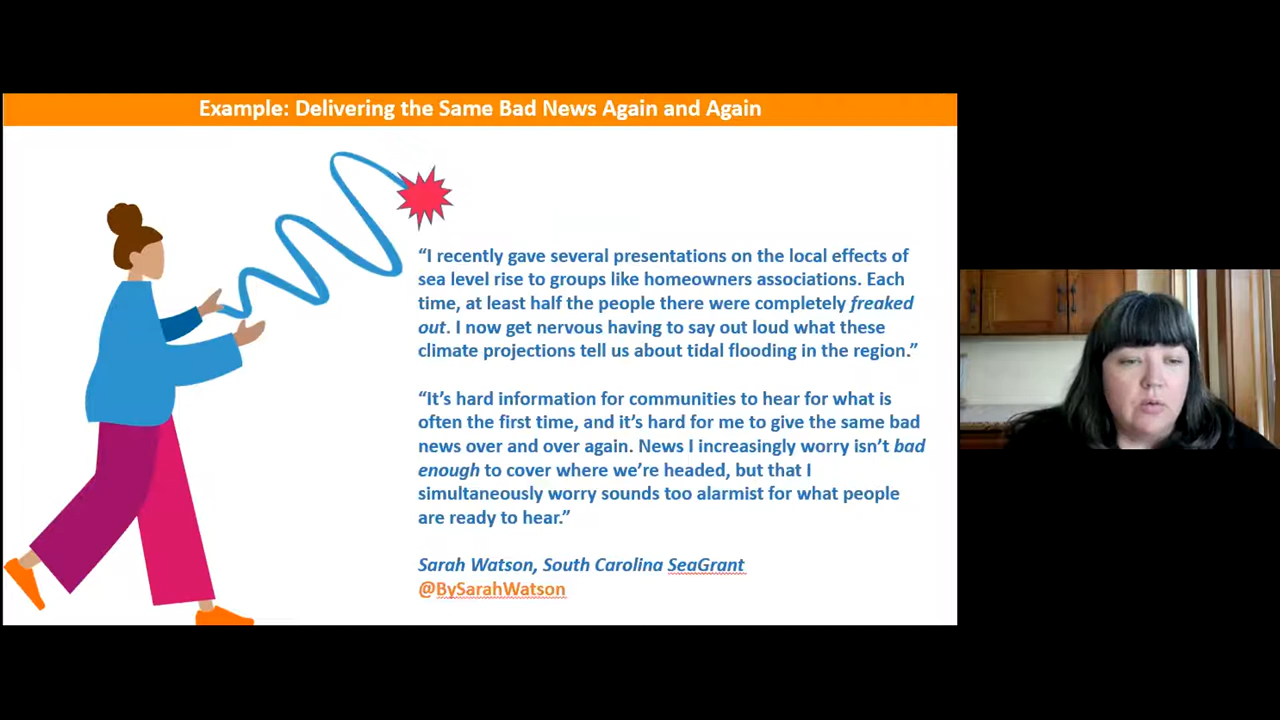 Example: Delivering the Same Bad News Again and Again
“I recently gave several presentations on the local effects of
sea level rise to groups like homeowners associations. Each
time, at least half the people there were completely freaked
out. I now get nervous having to say out loud what these
climate projections tell us about tidal flooding in the region.”
“It’s hard information for communities to hear for what is
often the first time, and it’s hard for me to give the same bad
news over and over again. News I increasingly worry isn’t bad
enough to cover where we’re headed, but that I
simultaneously worry sounds too alarmist for what people
are ready to hear.”
Sarah Watson, South Carolina SeaGrant
@BySarahWatson